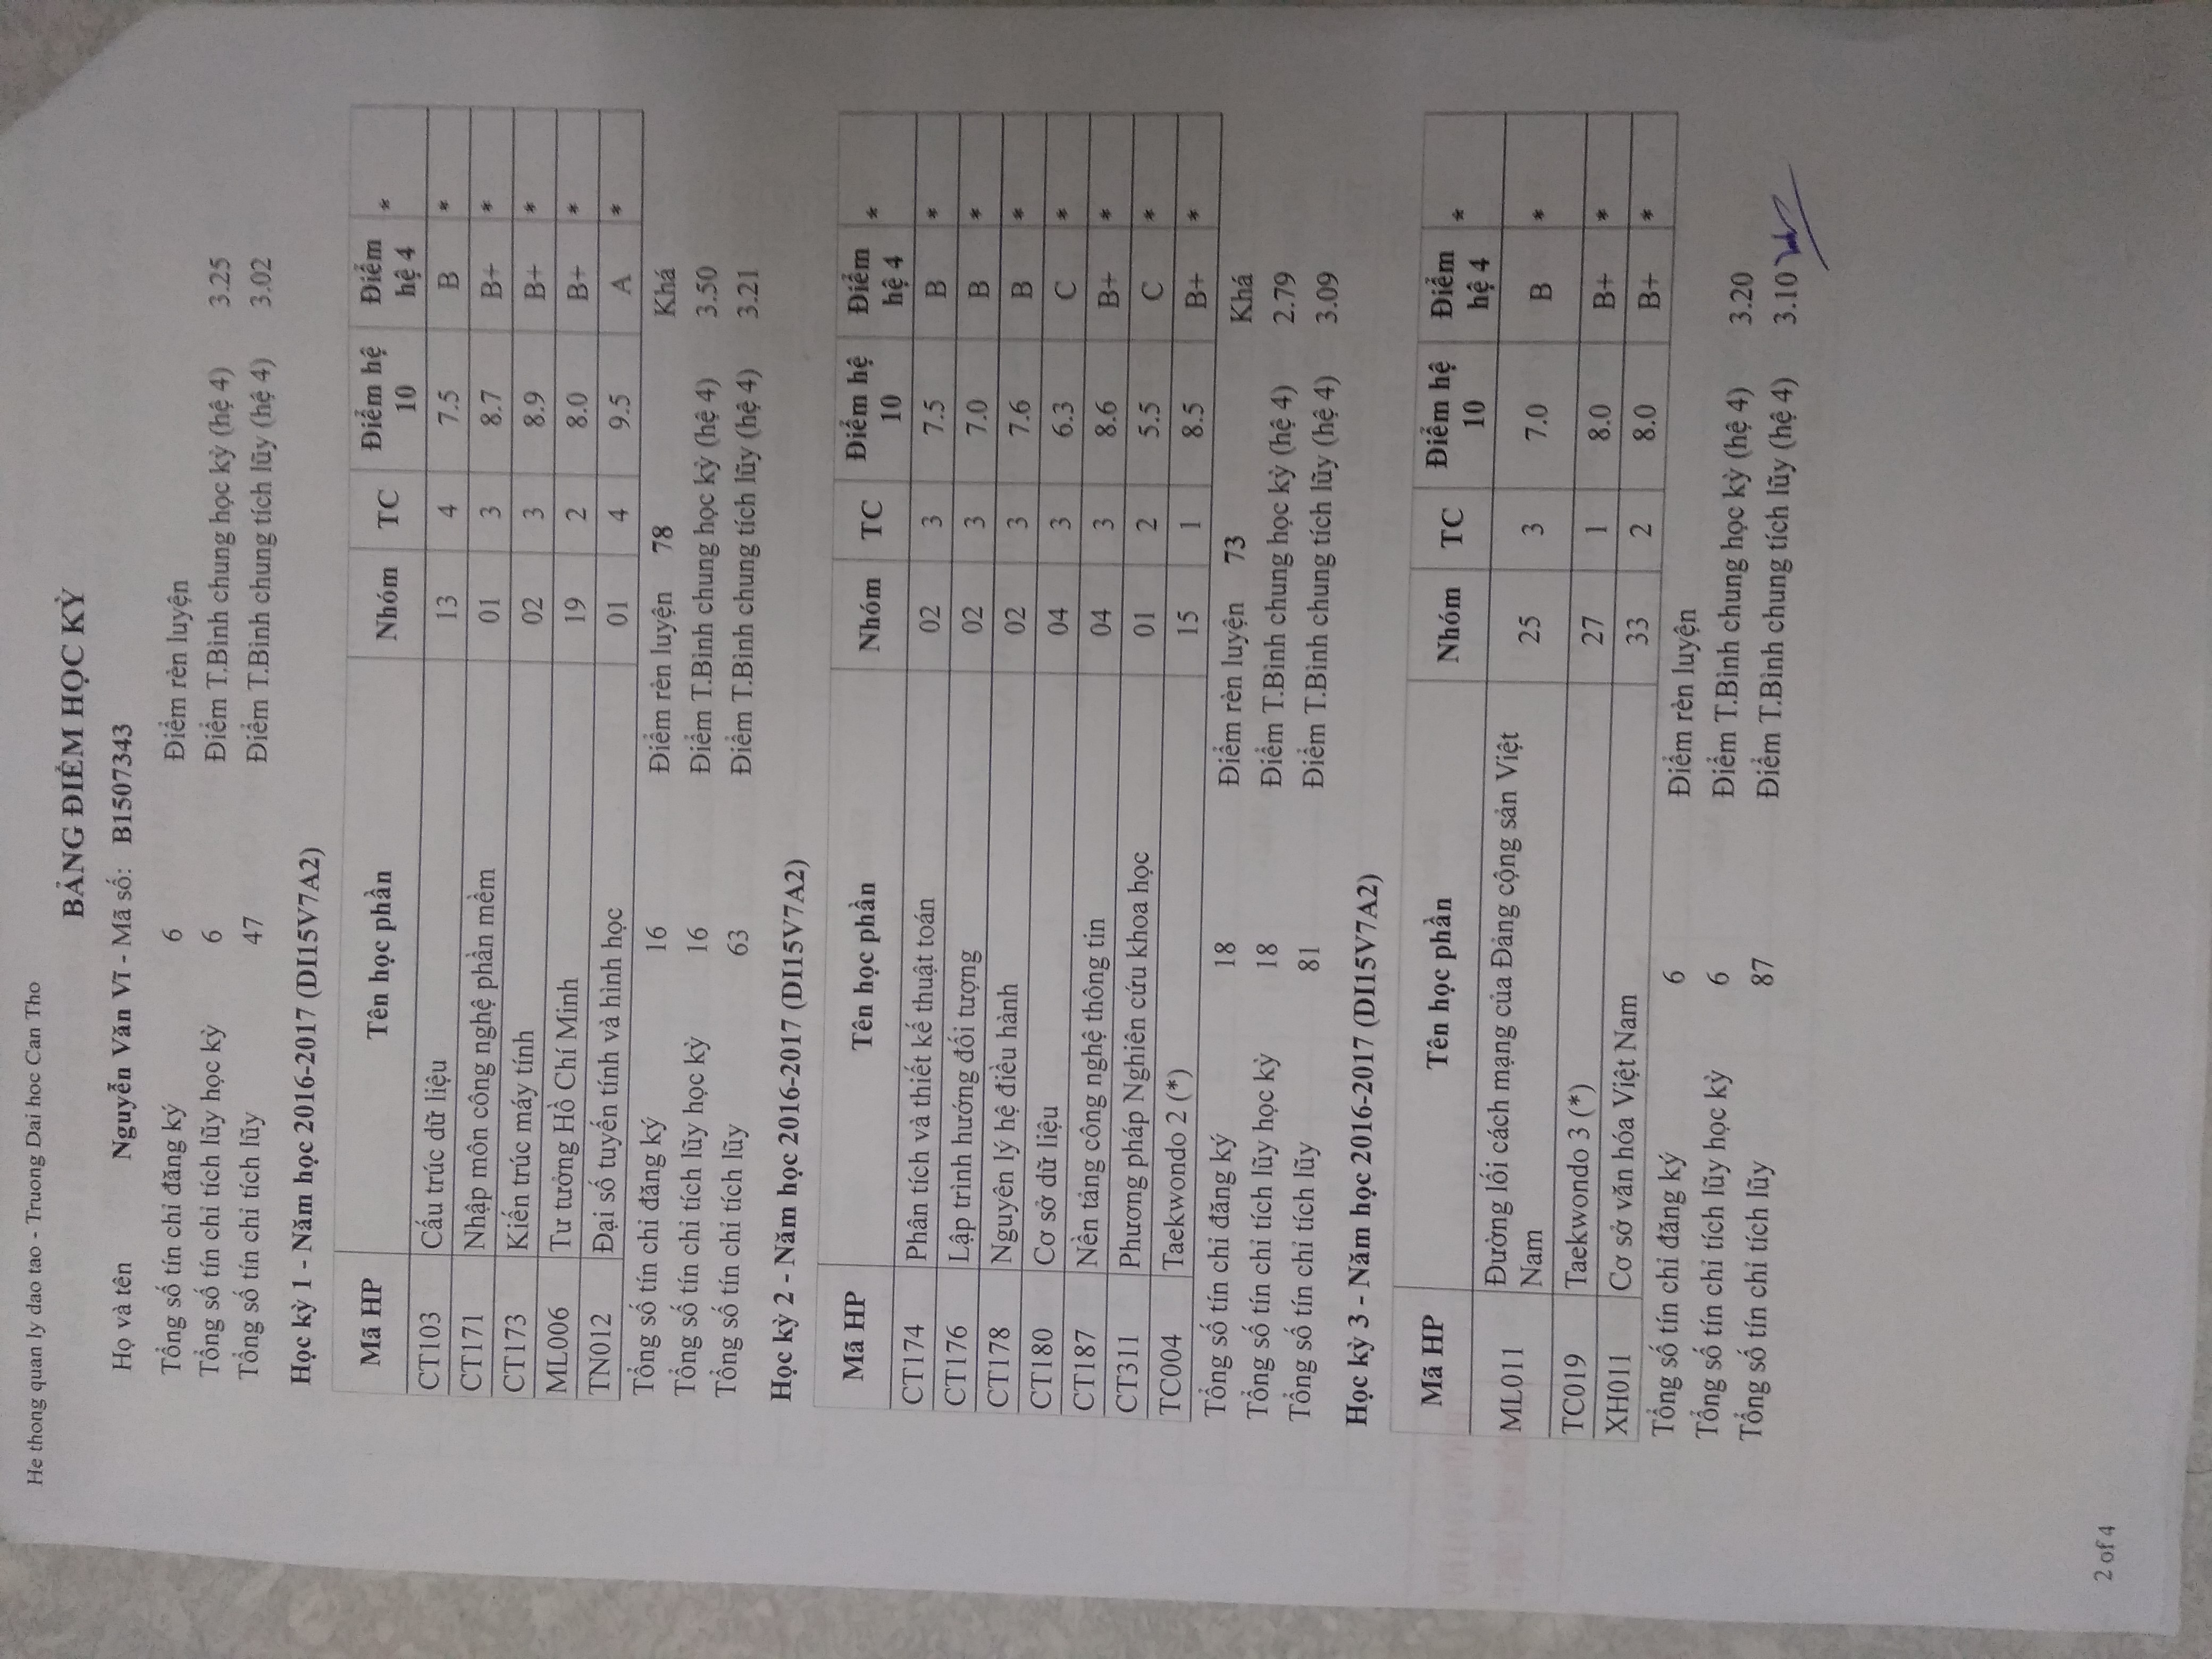 He thong quan ly dao tao - Truong Dai hoc Can Tho
BẢNG ĐIỂM HỌC KỲ
Họ và tên Nguyễn Văn Vĩ - Mã số: B1507343
Tổng số tín chỉ đăng ký 6 Điểm rèn luyện
Tổng số tín chỉ tích lũy học kỳ 6 Điểm T.Bình chung học kỳ (hệ 4) 3.25
Tổng số tín chỉ tích lũy 47 Điểm T.Bình chung tích lũy (hệ 4) 3.02
Học kỳ 1 - Năm học 2016-2017 (DI15V7A2)
Mã HP Tên học phần Nhóm TC Điểm hệ 10 Điểm hệ 4 *
CT103 Cấu trúc dữ liệu 13 4 7.5 B *
CT171 Nhập môn công nghệ phần mềm 01 3 8.7 B+ *
CT173 Kiến trúc máy tính 02 3 8.9 B+ *
ML006 Tư tưởng Hồ Chí Minh 19 2 8.0 B+ *
TN012 Đại số tuyến tính và hình học 01 4 9.5 A *
Tổng số tín chỉ đăng ký 16 Điểm rèn luyện 78 Khá
Tổng số tín chỉ tích lũy học kỳ 16 Điểm T.Bình chung học kỳ (hệ 4) 3.50
Tổng số tín chỉ tích lũy 63 Điểm T.Bình chung tích lũy (hệ 4) 3.21
Học kỳ 2 - Năm học 2016-2017 (DI15V7A2)
Mã HP Tên học phần Nhóm TC Điểm hệ 10 Điểm hệ 4 *
CT174 Phân tích và thiết kế thuật toán 02 3 7.5 B *
CT176 Lập trình hướng đối tượng 02 3 7.0 B *
CT178 Nguyên lý hệ điều hành 02 3 7.6 B *
CT180 Cơ sở dữ liệu 04 3 6.3 C *
CT187 Nền tảng công nghệ thông tin 04 3 8.6 B+ *
CT311 Phương pháp Nghiên cứu khoa học 01 2 5.5 C *
TC004 Taekwondo 2 (*) 15 1 8.5 B+ *
Tổng số tín chỉ đăng ký 18 Điểm rèn luyện 73 Khá
Tổng số tín chỉ tích lũy học kỳ 18 Điểm T.Bình chung học kỳ (hệ 4) 2.79
Tổng số tín chỉ tích lũy 81 Điểm T.Bình chung tích lũy (hệ 4) 3.09
Học kỳ 3 - Năm học 2016-2017 (DI15V7A2)
Mã HP Tên học phần Nhóm TC Điểm hệ 10 Điểm hệ 4 *
ML011 Đường lối cách mạng của Đảng cộng sản Việt Nam 25 3 7.0 B *
TC019 Taekwondo 3 (*) 27 1 8.0 B+ *
XH011 Cơ sở văn hóa Việt Nam 33 2 8.0 B+ *
Tổng số tín chỉ đăng ký 6 Điểm rèn luyện
Tổng số tín chỉ tích lũy học kỳ 6 Điểm T.Bình chung học kỳ (hệ 4) 3.20
Tổng số tín chỉ tích lũy 87 Điểm T.Bình chung tích lũy (hệ 4) 3.10
2 of 4